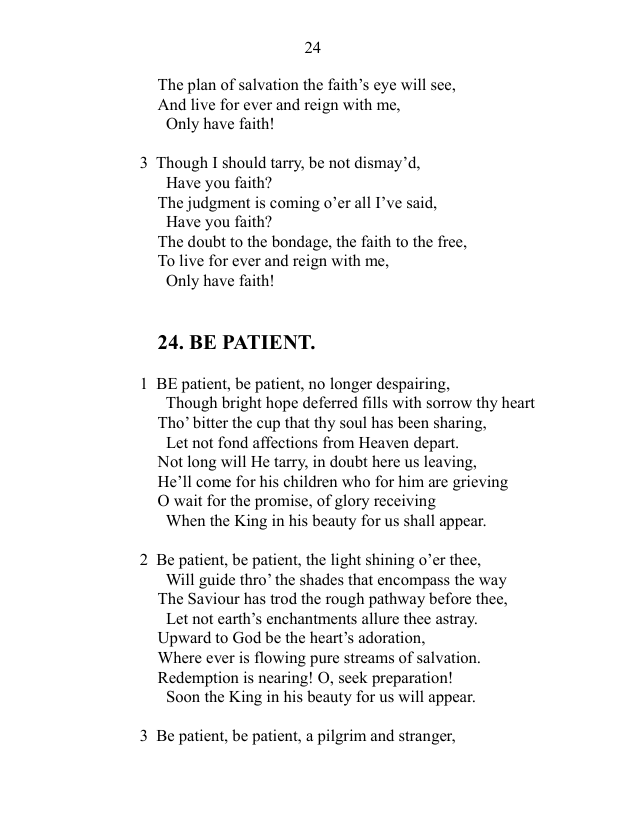 24
The plan of salvation the faith’s eye will see,
And live for ever and reign with me,
Only have faith!
3 Though I should tarry, be not dismay’d,
Have you faith?
The judgment is coming o’er all I’ve said,
Have you faith?
The doubt to the bondage, the faith to the free,
To live for ever and reign with me,
Only have faith!
24. BE PATIENT.
1 BE patient, be patient, no longer despairing,
Though bright hope deferred fills with sorrow thy heart
Tho’ bitter the cup that thy soul has been sharing,
Let not fond affections from Heaven depart.
Not long will He tarry, in doubt here us leaving,
He’ll come for his children who for him are grieving
O wait for the promise, of glory receiving
When the King in his beauty for us shall appear.
2 Be patient, be patient, the light shining o’er thee,
Will guide thro’ the shades that encompass the way
The Saviour has trod the rough pathway before thee,
Let not earth’s enchantments allure thee astray.
Upward to God be the heart’s adoration,
Where ever is flowing pure streams of salvation.
Redemption is nearing! O, seek preparation!
Soon the King in his beauty for us will appear.
3 Be patient, be patient, a pilgrim and stranger,